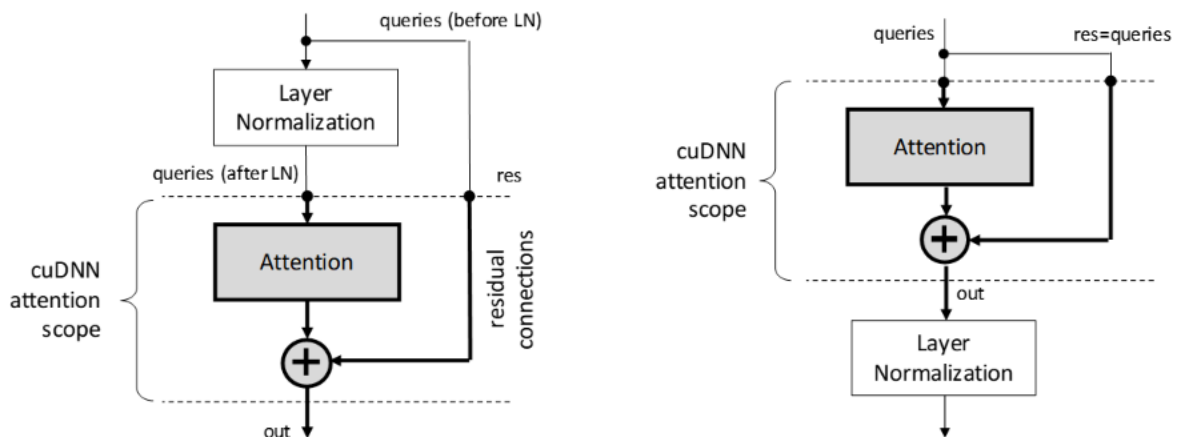 queries (before LN)
Layer
Normalization
queries (after LN)
res
cuDNN
attention
scope
Attention
residual
connections
+
out
queries
res=queries
cuDNN
attention
scope
Attention
+
out
Layer
Normalization